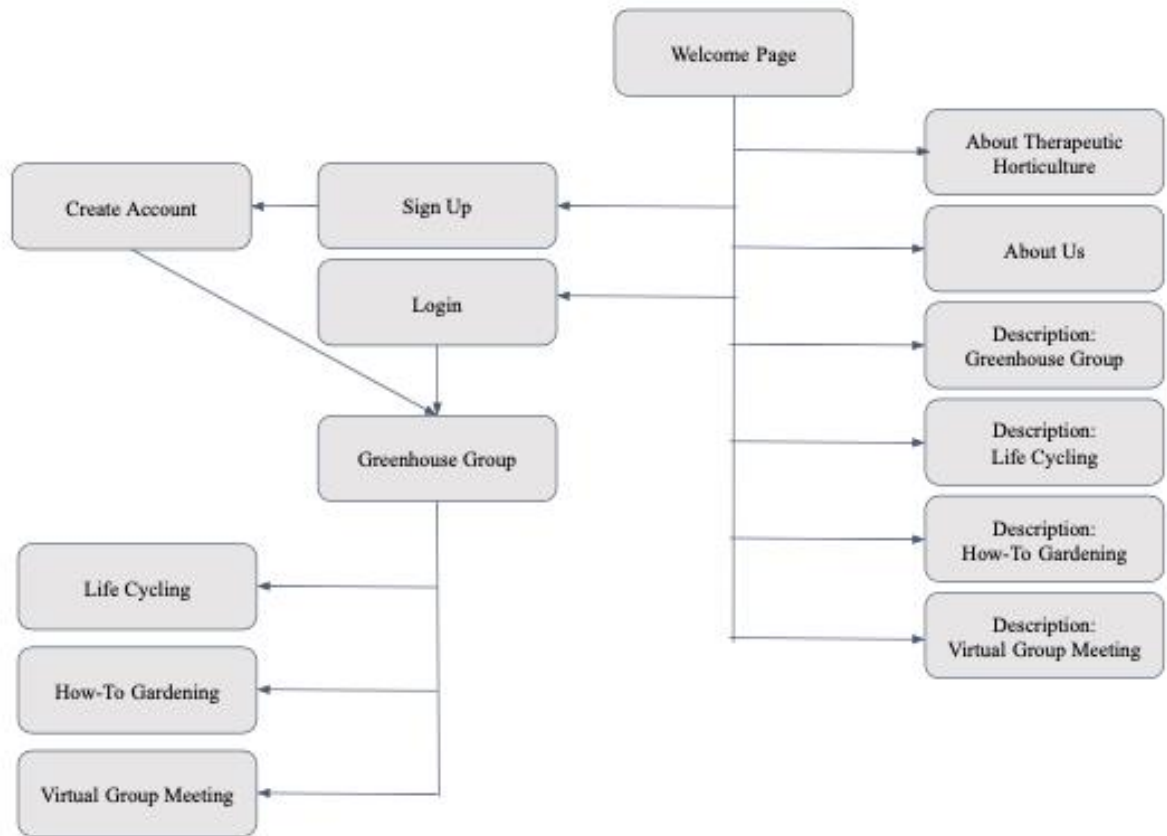 Welcome Page
About Therapeutic
Horticulture
Create Account
Sign Up
About Us
Login
Description:
Greenhouse Group
Greenhouse Group
Description:
Life Cycling
Description:
How-To Gardening
Life Cycling
Description:
Virtual Group Meeting
How-To Gardening
Virtual Group Meeting